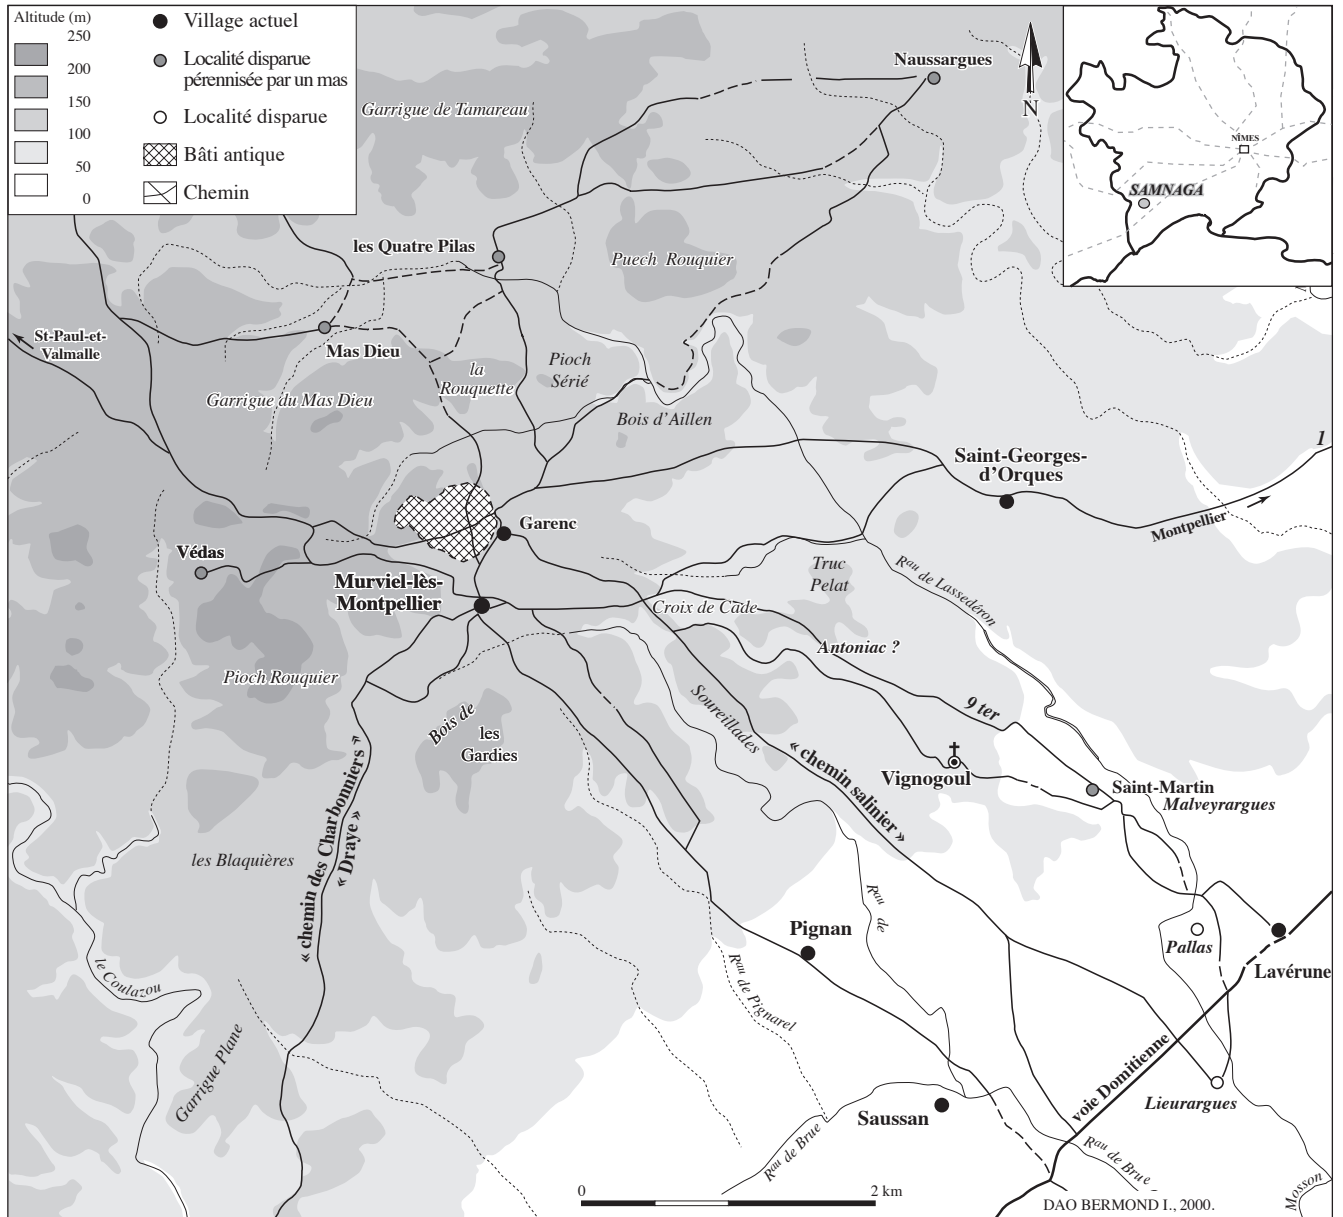 Altitude (m)
250
200
150
100
50
0
Village actuel
Localité disparue
pérennisée par un mas
Localité disparue
Bâti antique
Chemin
Naussargues
N
NÎMES
SAMNAGA
Garrigue de Tamareau
les Quatre Pilas
Puech Rouquier
St-Paul-et-
Valmalle
Mas Dieu
la
Rouquette
Pioch
Sérié
Garrigue du Mas Dieu
Bois d'Aillen
1
Saint-Georges-
d'Orques
Montpellier
Garenc
Védas
Murviel-lès-
Montpellier
Truc
Pelat
Rau de Lassedéron
Croix de Cade
Antoniac ?
Pioch Rouquier
Soureillades
9 ter
Bois de
les
Gardies
« chemin salinier »
Vignogoul
Saint-Martin
Malveyrargues
« chemin des Charbonniers »
« Draye »
les Blaquières
Rau de
Pignan
Pallas
Lavérune
le Coulazou
Rau de Pignarel
Garrigue Plane
voie Domitienne
Lieurargues
Saussan
Rau de Brue
Rau de Brue
Mosson
0
2 km
DAO BERMOND I., 2000.